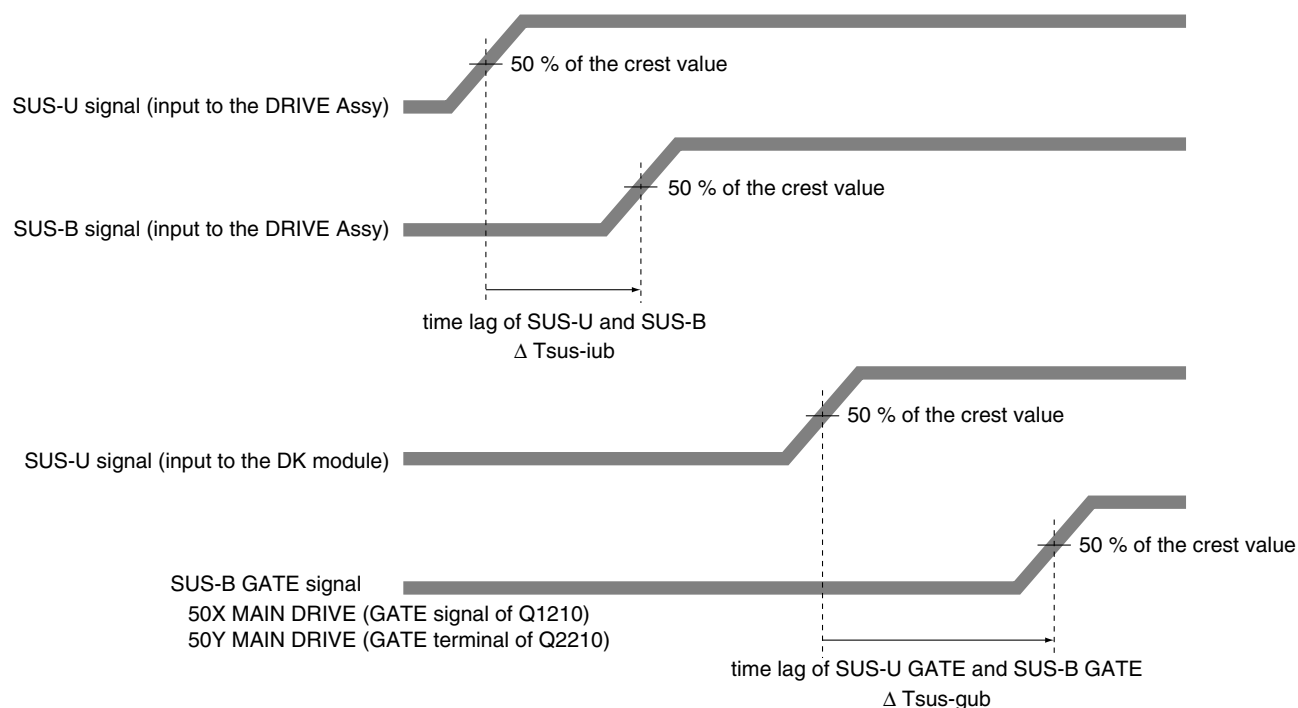 50 % of the crest value
SUS-U signal (input to the DRIVE Assy)
50 % of the crest value
SUS-B signal (input to the DRIVE Assy)
time lag of SUS-U and SUS-B
Δ Tsus-iub
50 % of the crest value
SUS-U signal (input to the DK module)
50 % of the crest value
SUS-B GATE signal
50X MAIN DRIVE (GATE signal of Q1210)
50Y MAIN DRIVE (GATE terminal of Q2210)
time lag of SUS-U GATE and SUS-B GATE
Δ Tsus-gub